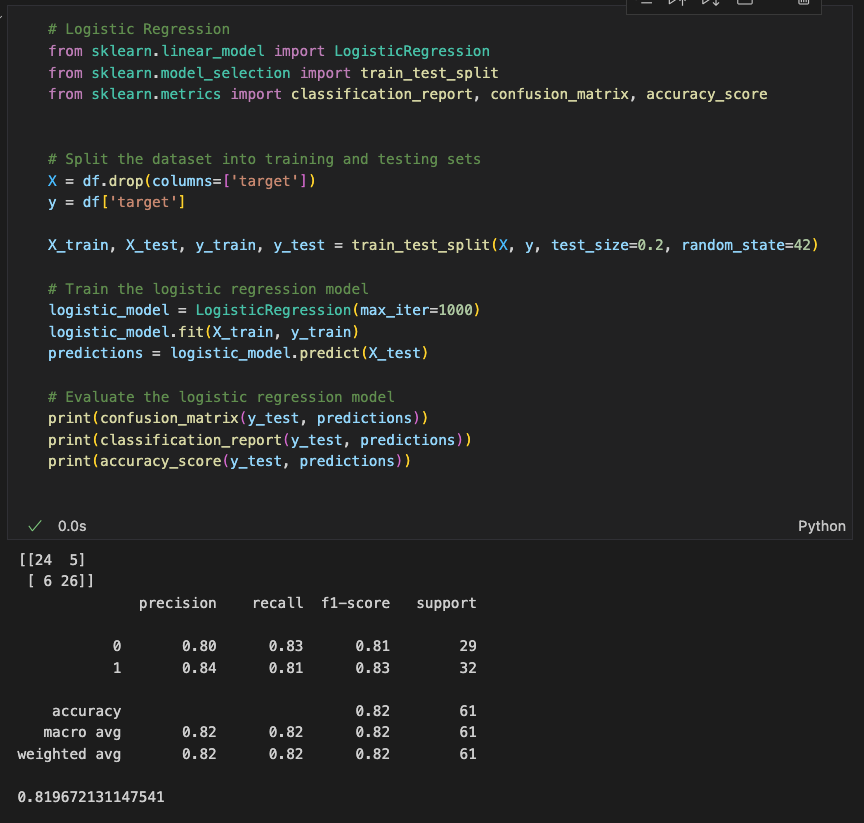 # Logistic Regression
from sklearn.linear_model import LogisticRegression
from sklearn.model_selection import train_test_split
from sklearn.metrics import classification_report, confusion_matrix, accuracy_score
# Split the dataset into training and testing sets
X = df.drop(columns=['target'])
y = df['target']
X_train, X_test, y_train, y_test = train_test_split(X, y, test_size=0.2, random_state=42)
# Train the logistic regression model
logistic_model = LogisticRegression(max_iter=1000)
logistic_model.fit(X_train, y_train)
predictions = logistic_model.predict(X_test)
# Evaluate the logistic regression model
print(confusion_matrix(y_test, predictions))
print(classification_report(y_test, predictions))
print(accuracy_score(y_test, predictions))
0.0s Python
[[24  5]
 [ 6 26]]
              precision    recall  f1-score   support
           0       0.80      0.83      0.81        29
           1       0.84      0.81      0.83        32
    accuracy                           0.82        61
   macro avg       0.82      0.82      0.82        61
weighted avg       0.82      0.82      0.82        61
0.819672131147541